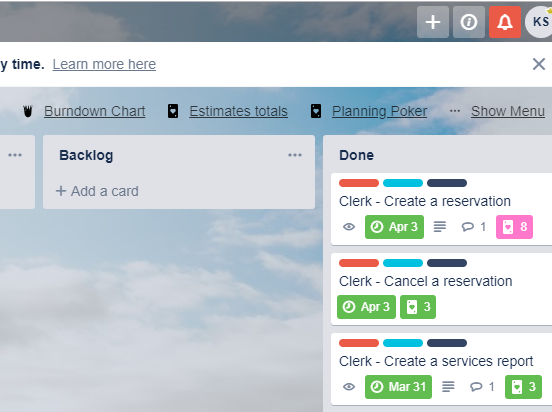 KS
y time. Learn more here
Burndown Chart Estimates totals Planning Poker ... Show Menu
Backlog
+ Add a card
Done
Clerk - Create a reservation
Apr 3 1 8
Clerk - Cancel a reservation
Apr 3 3
Clerk - Create a services report
Mar 31 1 3